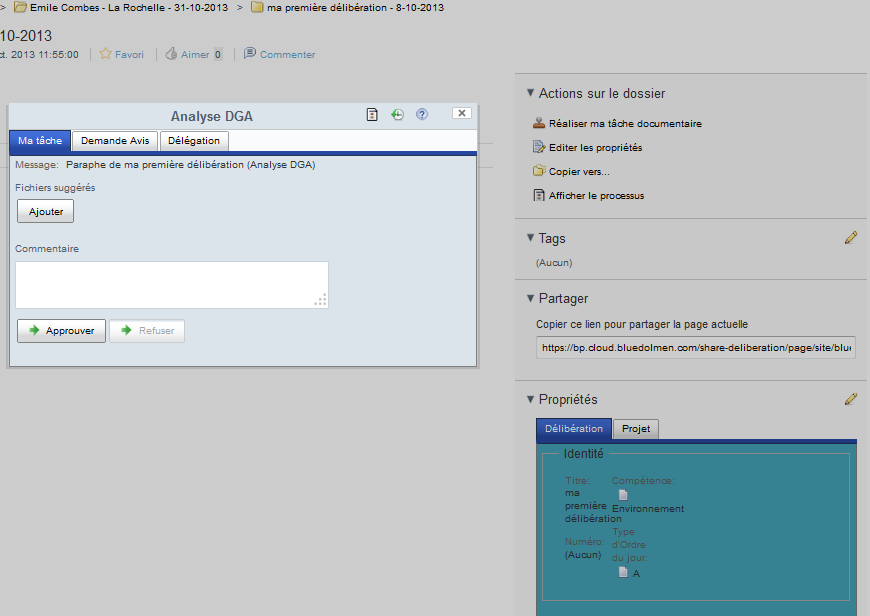 > Emile Combes - La Rochelle - 31-10-2013 > ma première délibération - 8-10-2013
10-2013
ct. 2013 11:55:00 Favori Aimer 0 Commenter
Analyse DGA
Ma tâche Demande Avis Délégation
Message: Paraphe de ma première délibération (Analyse DGA)
Fichiers suggérés
Ajouter
Commentaire
Approuver Refuser
Actions sur le dossier
Réaliser ma tâche documentaire
Editer les propriétés
Copier vers...
Afficher le processus
Tags
(Aucun)
Partager
Copier ce lien pour partager la page actuelle
https://bp.cloud.bluedolmen.com/share-deliberation/page/site/blue
Propriétés
Délibération Projet
Identité
Titre:
ma
première
délibération
Numéro:
(Aucun)
Compétence:
Environnement
Type
d'Ordre
du jour:
A